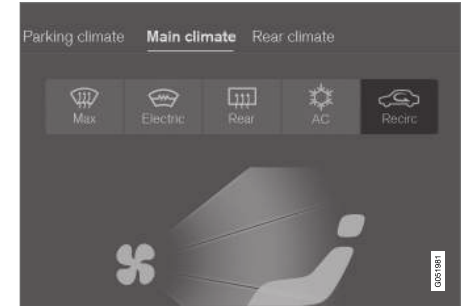 Parking climate Main climate Rear climate
Max Electric Rear AC Recirc
G051981